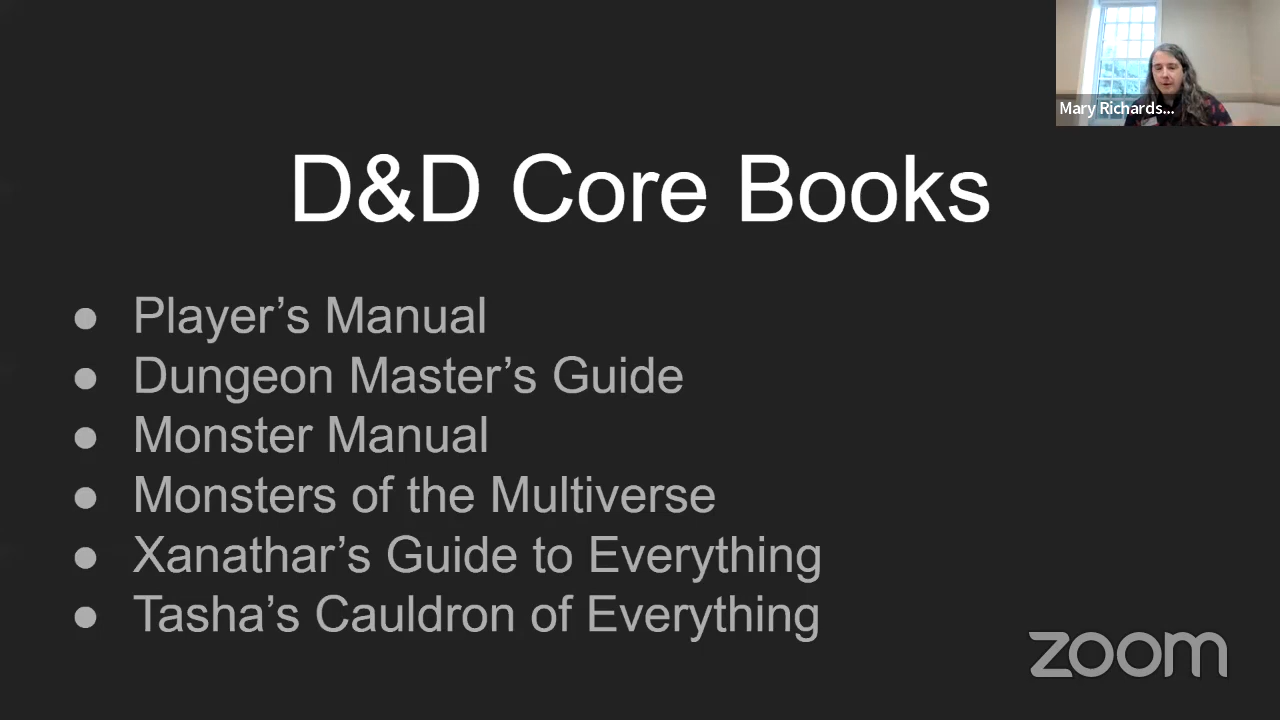 Mary Richards...
D&D Core Books
● Player’s Manual
● Dungeon Master’s Guide
● Monster Manual
● Monsters of the Multiverse
● Xanathar’s Guide to Everything
● Tasha’s Cauldron of Everything
zoom